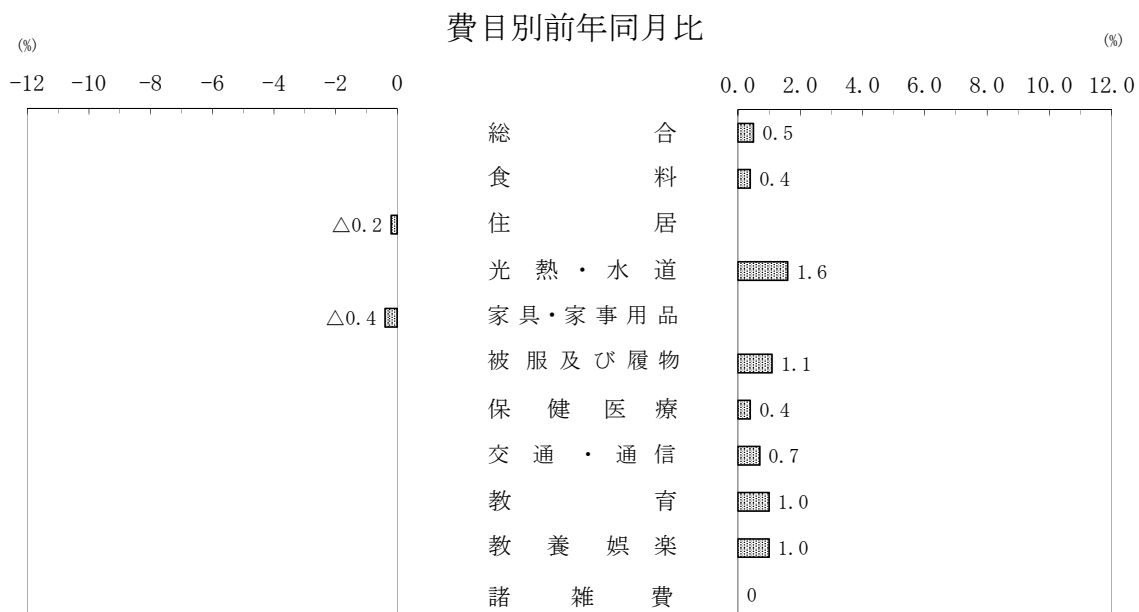 費目別前年同月比
(%) (%)
-12 -10 -8 -6 -4 -2 0 0.0 2.0 4.0 6.0 8.0 10.0 12.0
総合 0.5
食料 0.4
△0.2 住居
光熱・水道 1.6
△0.4 家具・家事用品
被服及び履物 1.1
保健医療 0.4
交通・通信 0.7
教育 1.0
教養娯楽 1.0
諸雑費 0